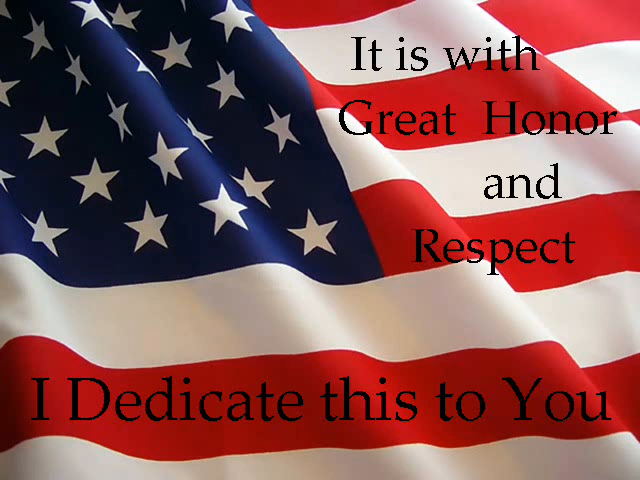 It is with
Great Honor
and
Respect
I Dedicate this to You